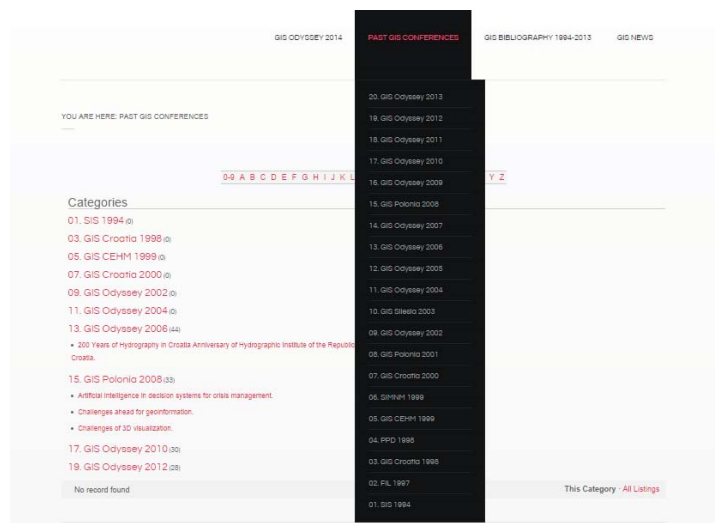 GIS ODYSSEY 2014 PAST GIS CONFERENCES GIS BIBLIOGRAPHY 1994-2013 GIS NEWS
20. GIS Odyssey 2013
19. GIS Odyssey 2012
18. GIS Odyssey 2011
17. GIS Odyssey 2010
16. GIS Odyssey 2009
15. GIS Polonia 2008
14. GIS Odyssey 2007
13. GIS Odyssey 2006
12. GIS Odyssey 2005
11. GIS Odyssey 2004
10. GIS Silesia 2003
09. GIS Odyssey 2002
08. GIS Polonia 2001
07. GIS Croatia 2000
06. SIMNM 1999
05. GIS CEHM 1999
04. PPD 1998
03. GIS Croatia 1998
02. FIL 1997
01. SIS 1994
YOU ARE HERE: PAST GIS CONFERENCES
0-9 A B C D E F G H I J K L Y Z
Categories
01. SIS 1994 (0)
03. GIS Croatia 1998 (0)
05. GIS CEHM 1999 (0)
07. GIS Croatia 2000 (0)
09. GIS Odyssey 2002 (0)
11. GIS Odyssey 2004 (0)
13. GIS Odyssey 2006 (44)
200 Years of Hydrography in Croatia Anniversary of Hydrographic Institute of the Republic
Croatia.
15. GIS Polonia 2008 (33)
Artificial intelligence in decision systems for crisis management.
Challenges ahead for geoinformation.
Challenges of 3D visualization.
17. GIS Odyssey 2010 (30)
19. GIS Odyssey 2012 (28)
No record found This Category · All Listings